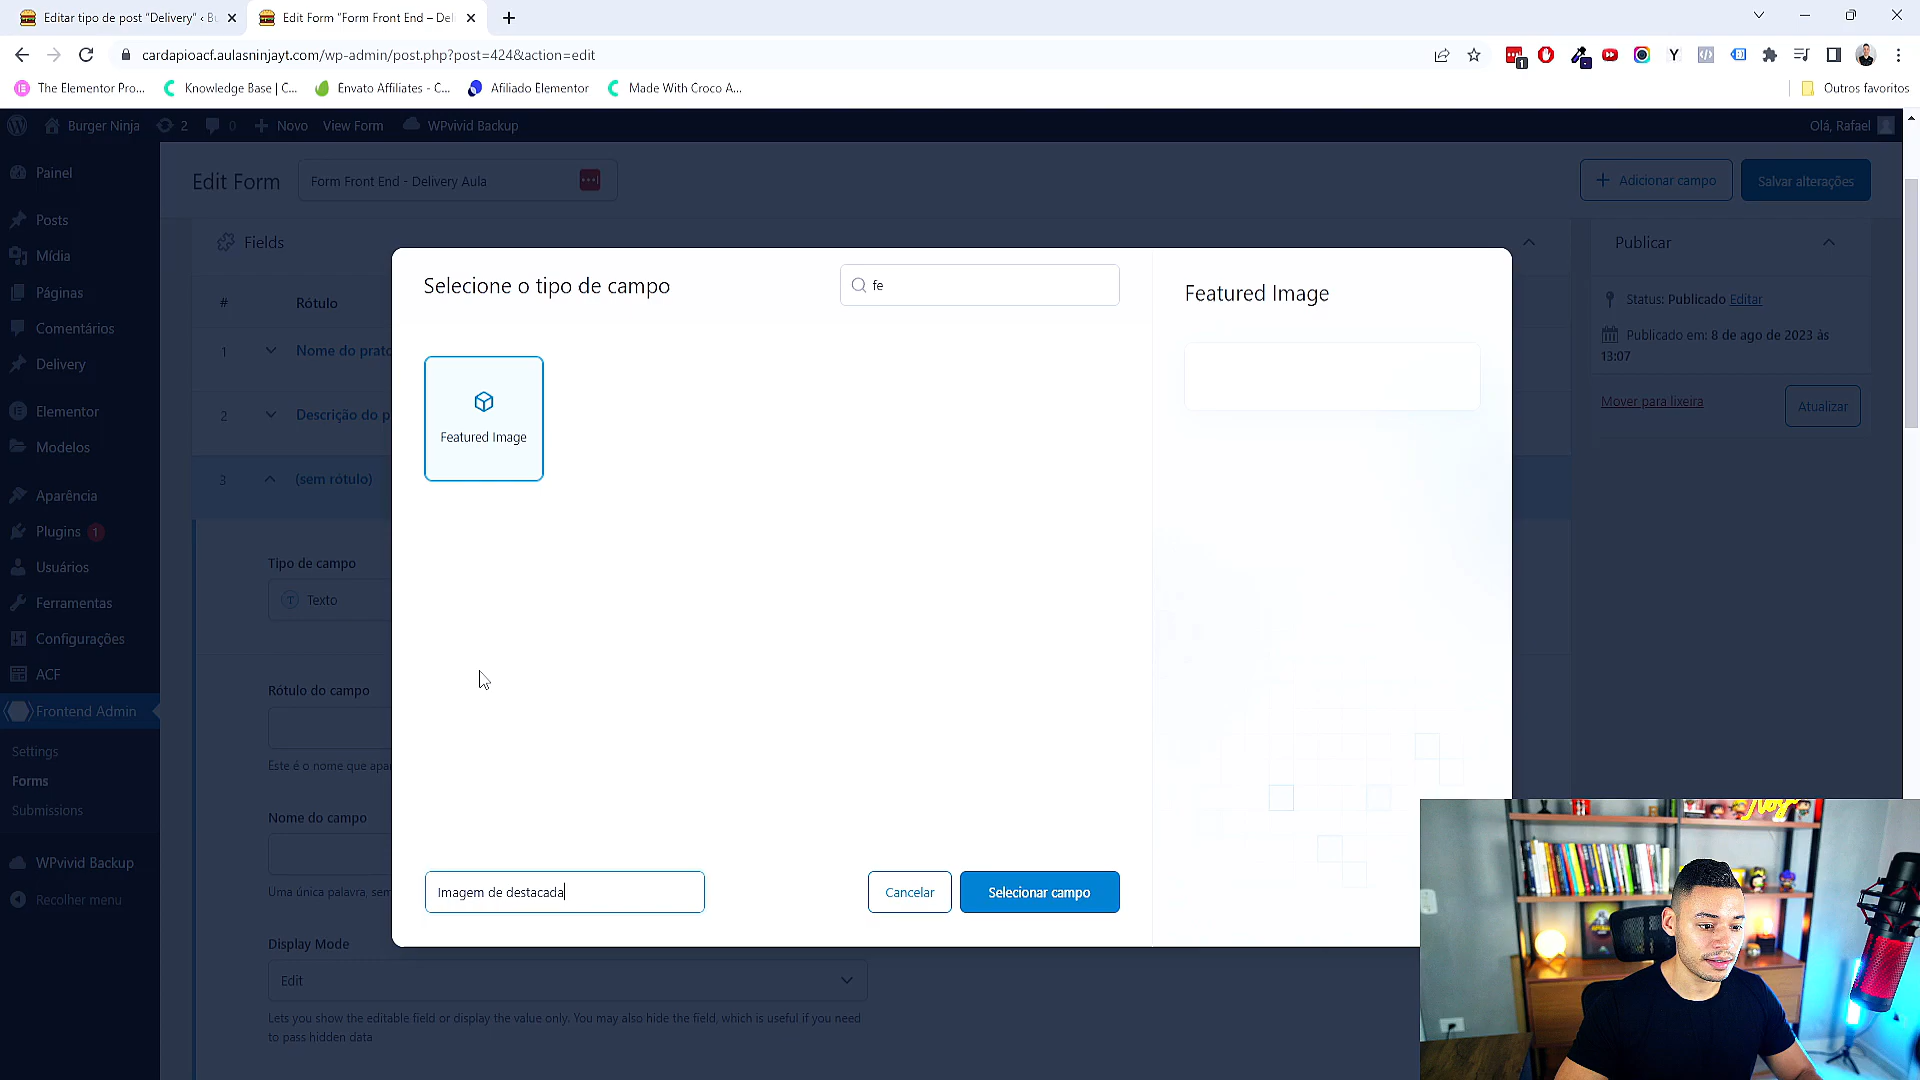 Editar tipo de post "Delivery" ‹ Bu
Edit Form "Form Front End – Del
cardapioacf.aulasninjayt.com/wp-admin/post.php?post=424&action=edit
1
Y
The Elementor Pro...
Knowledge Base | C...
Envato Affiliates - C...
Afiliado Elementor
Made With Croco A...
Outros favoritos
Burger Ninja
2
0
Novo
View Form
WPvivid Backup
Olá, Rafael
Painel
Posts
Mídia
Páginas
Comentários
Delivery
Elementor
Modelos
Aparência
Plugins 1
Usuários
Ferramentas
Configurações
ACF
Frontend Admin
Settings
Forms
Submissions
WPvivid Backup
Recolher menu
Edit Form
Form Front End - Delivery Aula
Adicionar campo
Salvar alterações
Fields
# Rótulo
1 Nome do prato
2 Descrição do p
3 (sem rótulo)
Tipo de campo
Texto
Rótulo do campo
Este é o nome que apa
Nome do campo
Uma única palavra, sem
Display Mode
Edit
Lets you show the editable field or display the value only. You may also hide the field, which is useful if you need
to pass hidden data
Selecione o tipo de campo
fe
Featured Image
Imagem de destacada
Cancelar
Selecionar campo
Featured Image
Publicar
Status: Publicado Editar
Publicado em: 8 de ago de 2023 às
13:07
Mover para lixeira
Atualizar